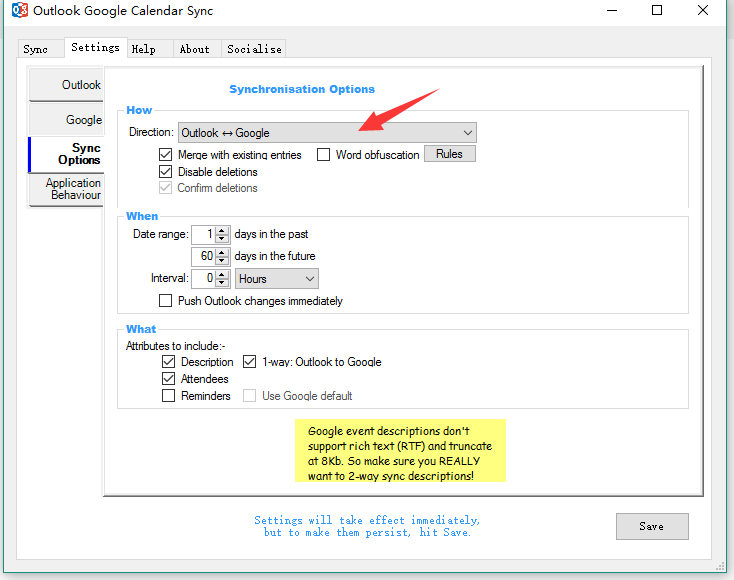 Outlook Google Calendar Sync
Sync Settings Help About Socialise
Outlook
Google
Sync
Options
Application
Behaviour
Synchronisation Options
How
Direction: Outlook ↔ Google
Merge with existing entries Word obfuscation Rules
Disable deletions
Confirm deletions
When
Date range: 1 days in the past
60 days in the future
Interval: 0 Hours
Push Outlook changes immediately
What
Attributes to include:-
Description 1-way: Outlook to Google
Attendees
Reminders Use Google default
Google event descriptions don't
support rich text (RTF) and truncate
at 8Kb. So make sure you REALLY
want to 2-way sync descriptions!
Settings will take effect immediately,
but to make them persist, hit Save.
Save